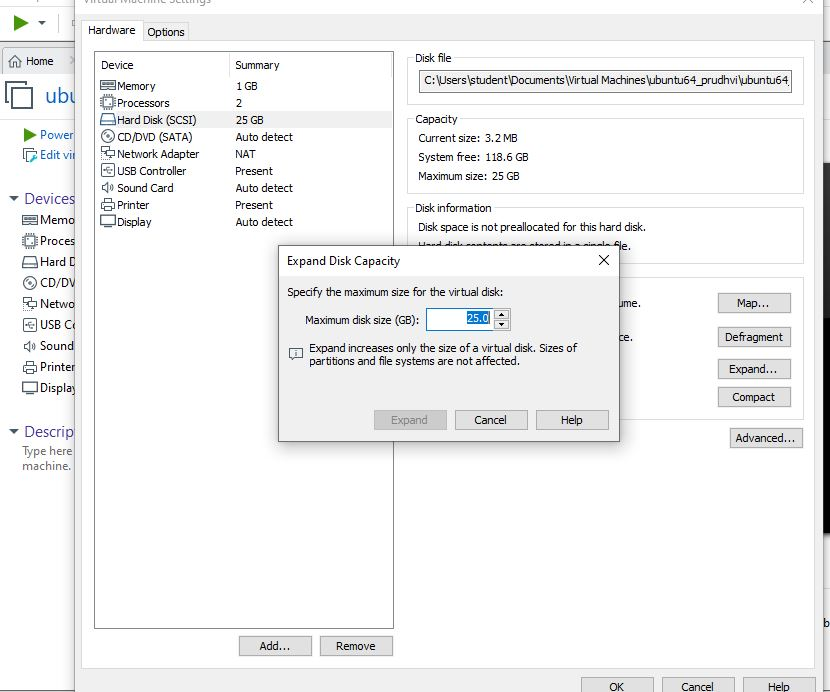 Virtual Machine Settings
Hardware
Options
Home
ubu
Power
Edit vir
Devices
Memo
Proces
Hard D
CD/DV
Netwo
USB Co
Sound
Printer
Display
Descrip
Type here
machine.
Device Summary
Memory 1 GB
Processors 2
Hard Disk (SCSI) 25 GB
CD/DVD (SATA) Auto detect
Network Adapter NAT
USB Controller Present
Sound Card Auto detect
Printer Present
Display Auto detect
Add...
Remove
Disk file
C:\Users\student\Documents\Virtual Machines\ubuntu64_prudhvi\ubuntu64_
Capacity
Current size: 3.2 MB
System free: 118.6 GB
Maximum size: 25 GB
Disk information
Disk space is not preallocated for this hard disk.
Hard disk contents are stored in a single file.
Expand Disk Capacity
Specify the maximum size for the virtual disk:
Maximum disk size (GB): 25.0
Expand increases only the size of a virtual disk. Sizes of
partitions and file systems are not affected.
Expand
Cancel
Help
ume.
Map...
ce.
Defragment
Expand...
Compact
Advanced...
OK
Cancel
Help